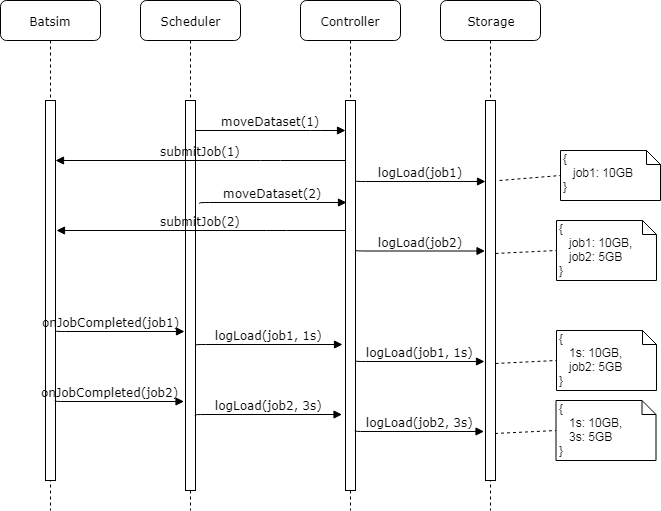 Batsim
Scheduler
Controller
Storage
moveDataset(1)
submitJob(1)
logLoad(job1)
{
job1: 10GB
}
moveDataset(2)
submitJob(2)
logLoad(job2)
{
job1: 10GB,
job2: 5GB
}
onJobCompleted(job1)
logLoad(job1, 1s)
logLoad(job1, 1s)
{
1s: 10GB,
job2: 5GB
}
onJobCompleted(job2)
logLoad(job2, 3s)
logLoad(job2, 3s)
{
1s: 10GB,
3s: 5GB
}